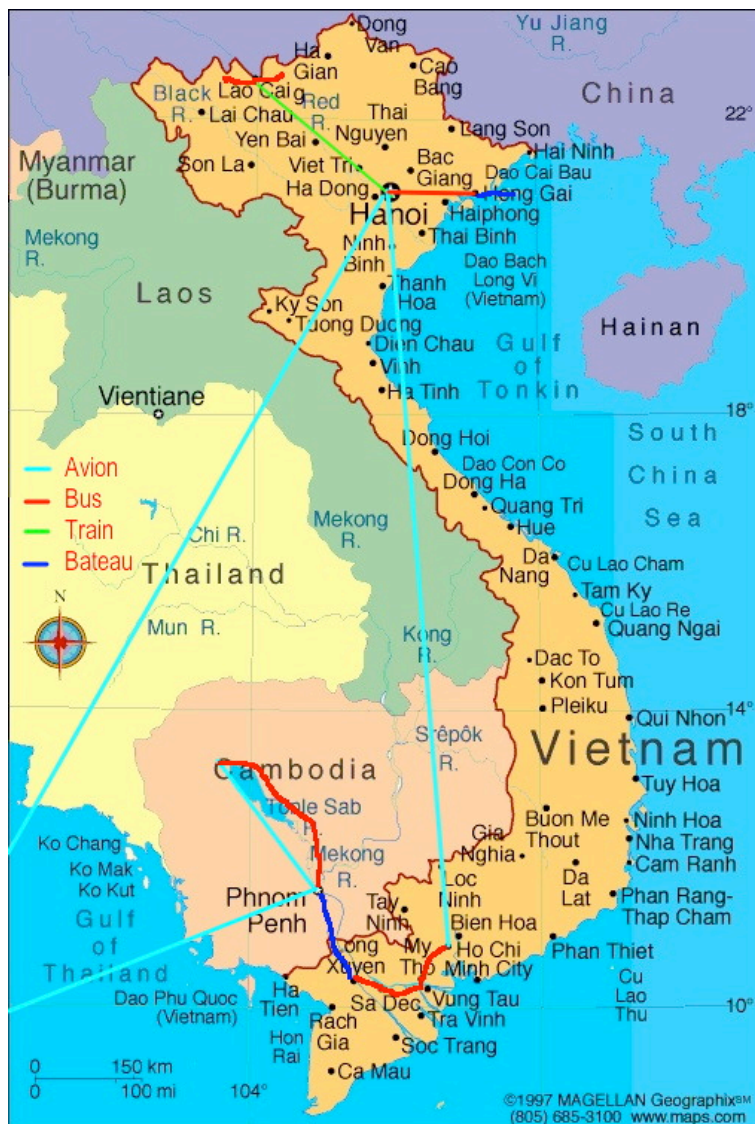 Dong
Van
Yu Jiang
R.
Ha
Gian
g
Cao
Bang
China
Lao Cai
Black
R.
Lai Chau
Red
R.
Thai
Nguyen
Lang Son
22°
Yen Bai
Myanmar
(Burma)
Son La
Viet Tri
Bac
Giang
Hai Ninh
Dao Cai Bau
Ha Dong
Hong Gai
Hanoi
Haiphong
Mekong
R.
Ninh
Binh
Thai Binh
Dao Bach
Long Vi
(Vietnam)
Laos
Thanh
Hoa
Ky Son
Tuong Duong
Hainan
Dien Chau
Gulf
of
Tonkin
Vinh
Vientiane
Ha Tinh
18°
Dong Hoi
South
China
Sea
Avion
Bus
Train
Bateau
Dao Con Co
Dong Ha
Quang Tri
Hue
Mekong
R.
Chi R.
Thailand
Da
Nang
Cu Lao Cham
Tam Ky
Cu Lao Re
Quang Ngai
N
Mun R.
Kong
R.
Dac To
Kon Tum
Pleiku
14°
Qui Nhon
Srêpôk
R.
Vietnam
Cambodia
Tuy Hoa
Tonle Sab
R.
Buon Me
Thout
Ninh Hoa
Nha Trang
Cam Ranh
Ko Chang
Ko Mak
Ko Kut
Mekong
R.
Gia
Nghia
Loc
Ninh
Da
Lat
Phan Rang-
Thap Cham
Phnom
Penh
Tay
Ninh
Gulf
of
Thailand
Bien Hoa
Ho Chi
Minh City
Phan Thiet
Long
Xuyen
My
Tho
Cu
Lao
Thu
Dao Phu Quoc
(Vietnam)
Ha
Tien
Sa Dec
Vung Tau
10°
Hon
Rai
Rach
Gia
Tra Vinh
Soc Trang
Ca Mau
0 150 km
0 100 mi
104°
©1997 MAGELLAN Geographix℠
(805) 685-3100 www.maps.com